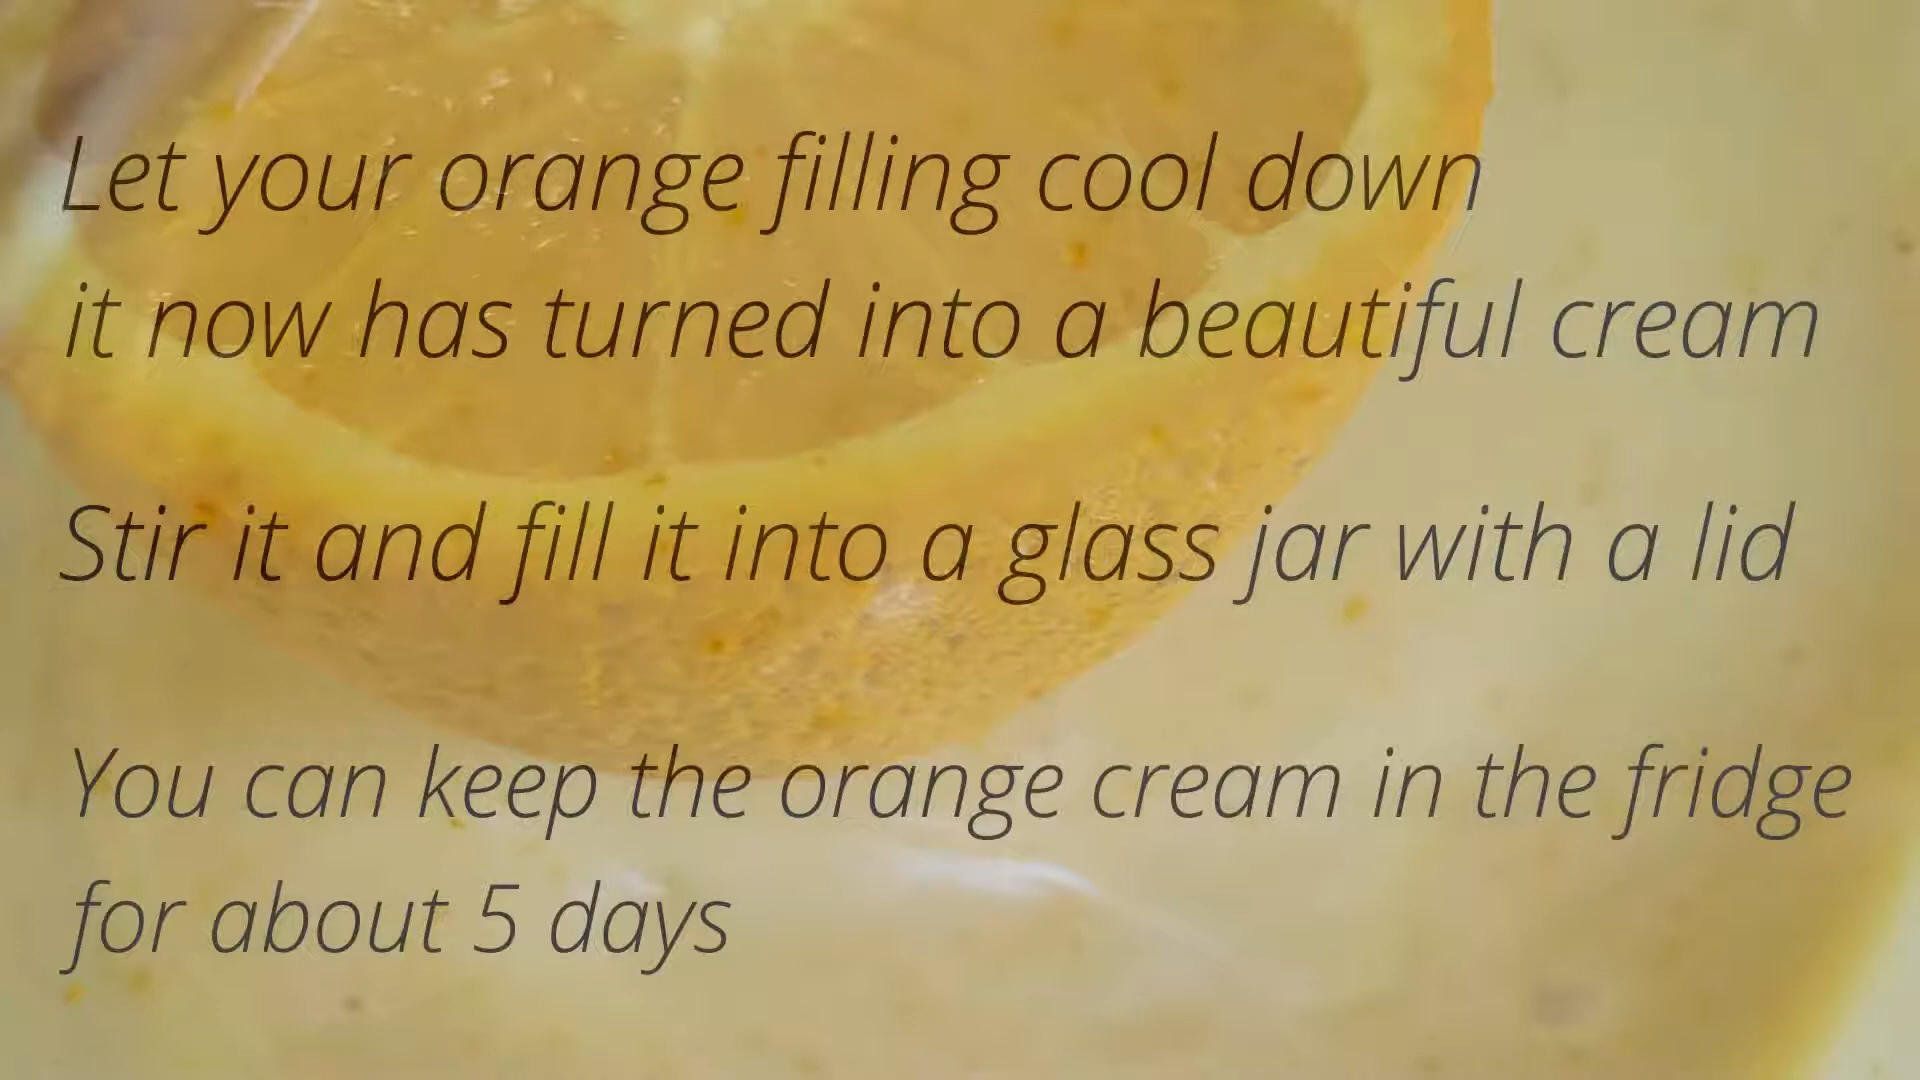 Let your orange filling cool down
it now has turned into a beautiful cream
Stir it and fill it into a glass jar with a lid
You can keep the orange cream in the fridge
for about 5 days